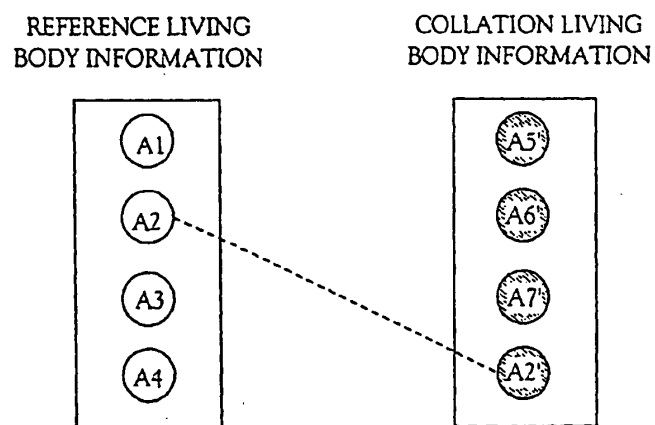 REFERENCE LIVING
BODY INFORMATION
COLLATION LIVING
BODY INFORMATION
A1
A2
A3
A4
A5'
A6'
A7'
A2'